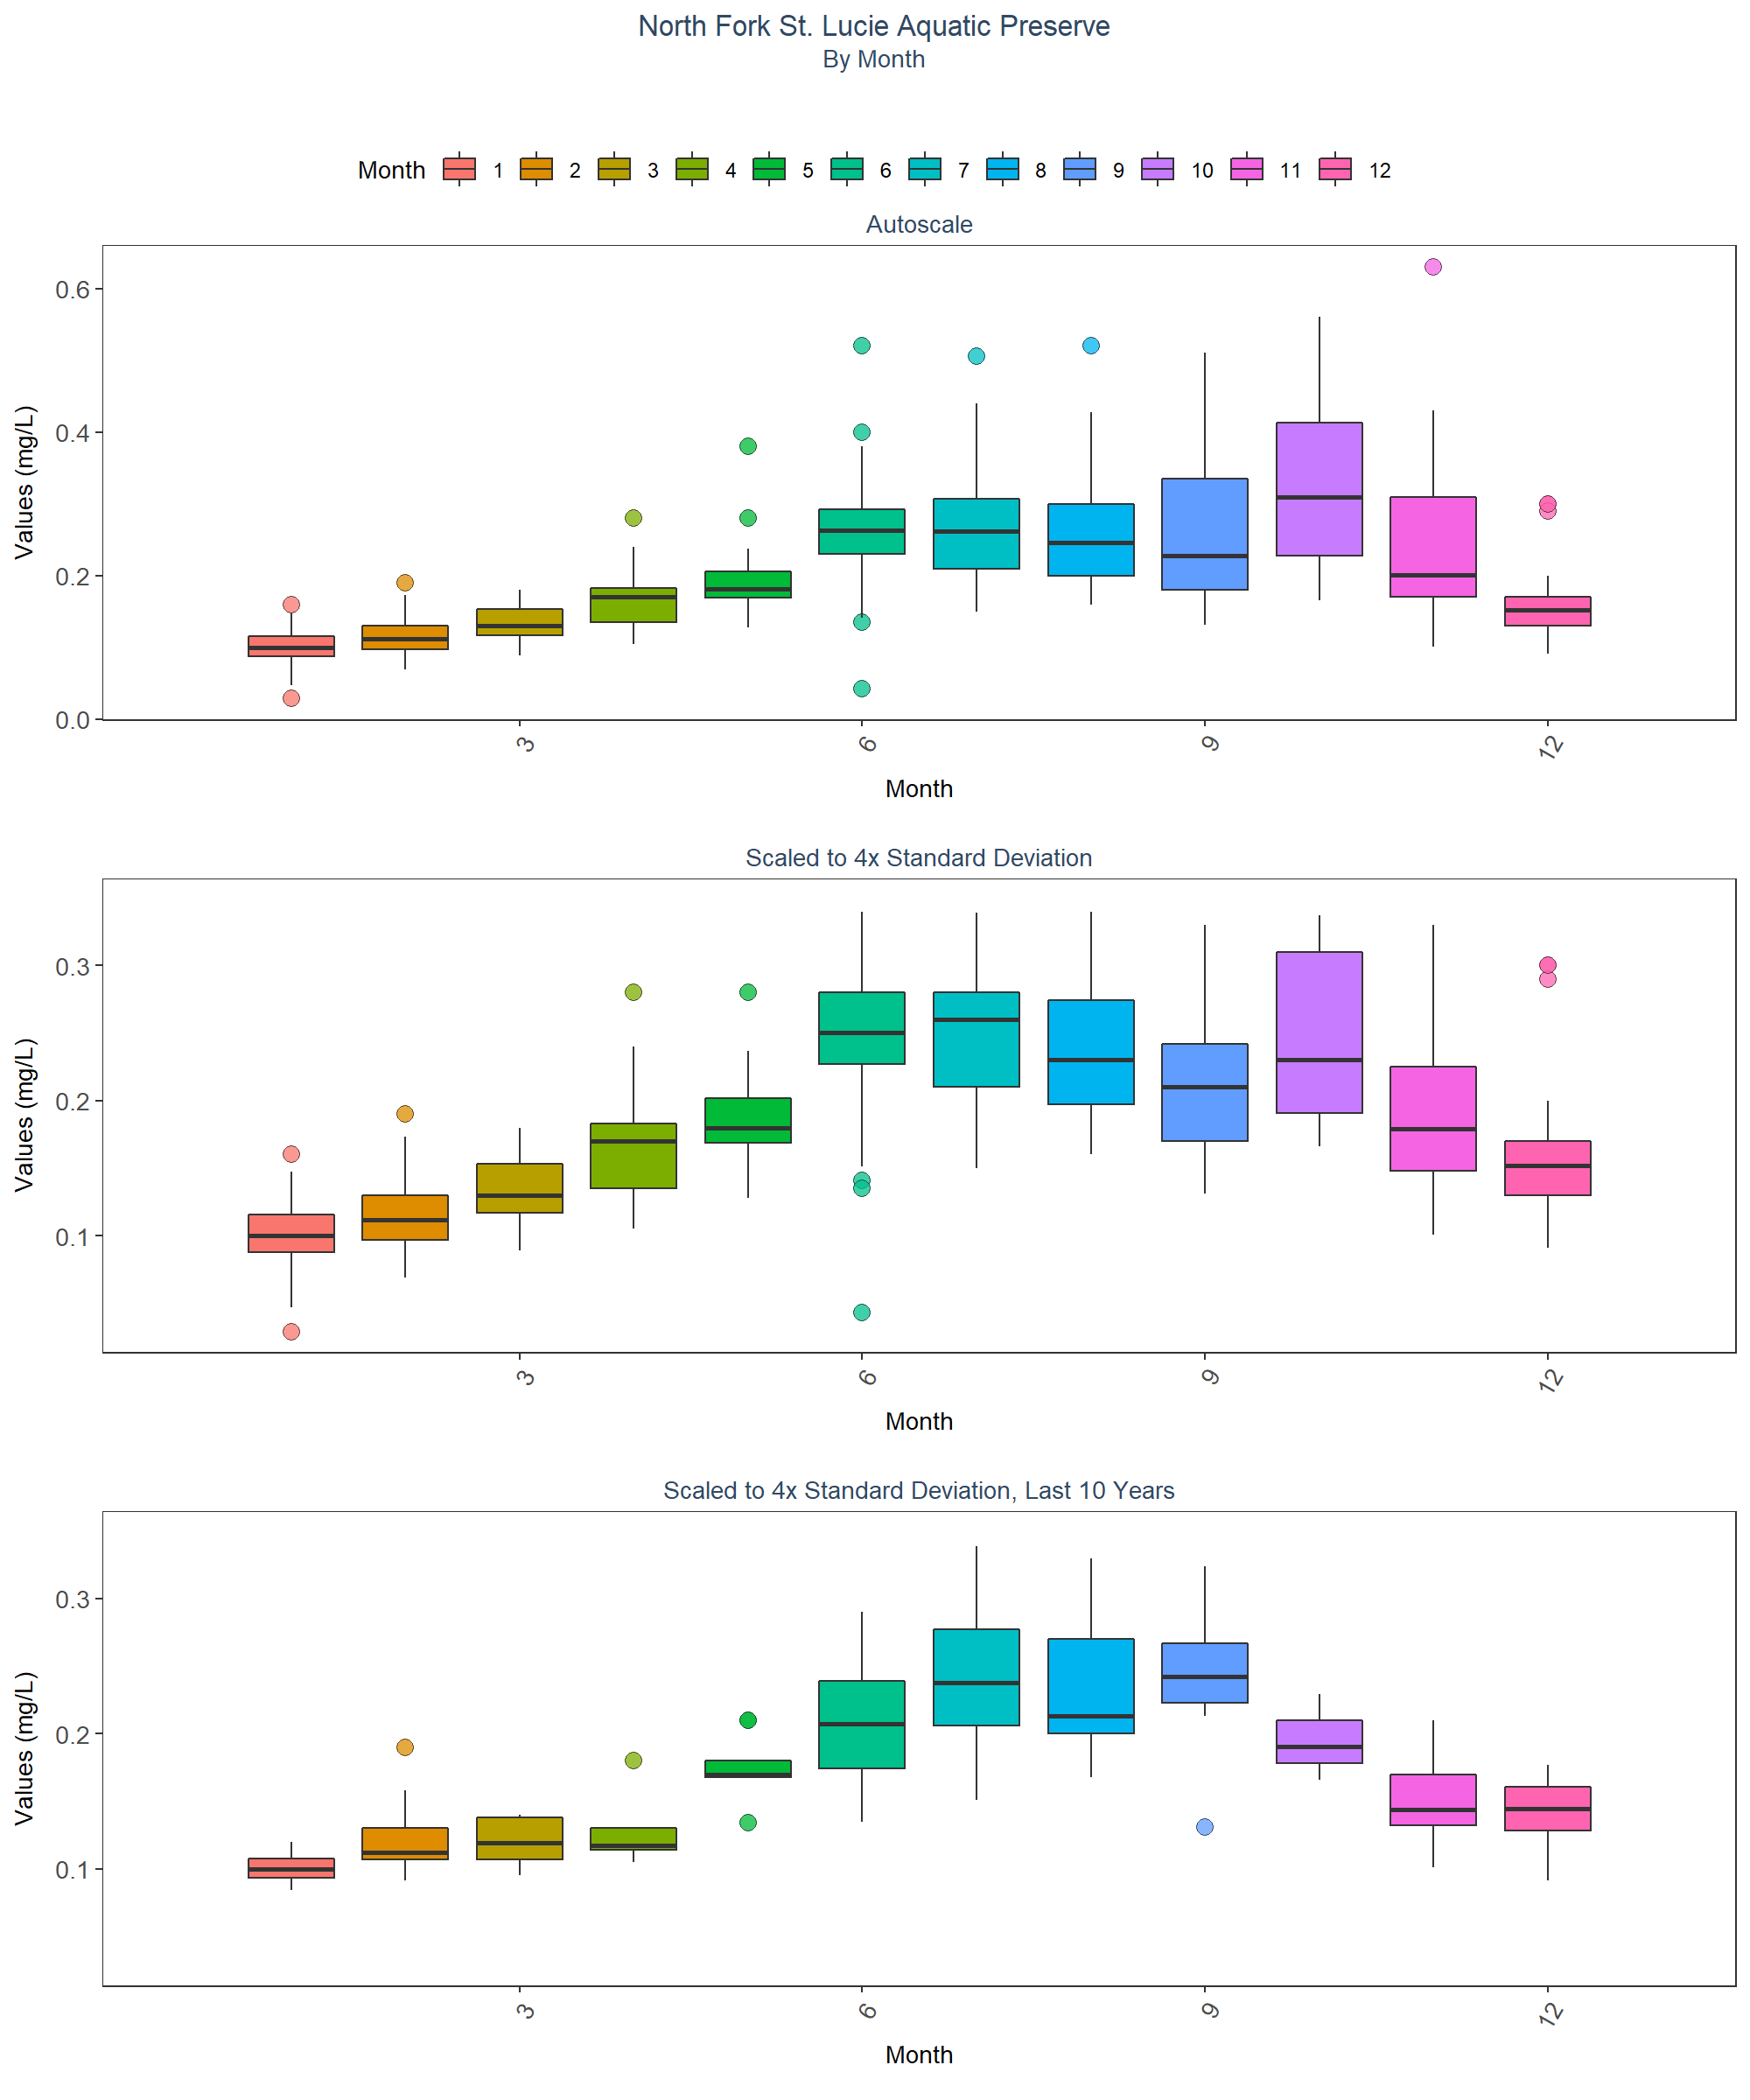 North Fork St. Lucie Aquatic Preserve
By Month
Month 1 2 3 4 5 6 7 8 9 10 11 12
Autoscale
Values (mg/L)
0.6
0.4
0.2
0.0
3 6 9 12
Month
Scaled to 4x Standard Deviation
Values (mg/L)
0.3
0.2
0.1
3 6 9 12
Month
Scaled to 4x Standard Deviation, Last 10 Years
Values (mg/L)
0.3
0.2
0.1
3 6 9 12
Month